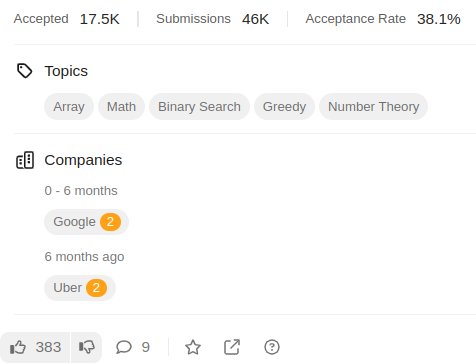 Accepted 17.5K Submissions 46K Acceptance Rate 38.1%
Topics
Array Math Binary Search Greedy Number Theory
Companies
0 - 6 months
Google 2
6 months ago
Uber 2
383 9